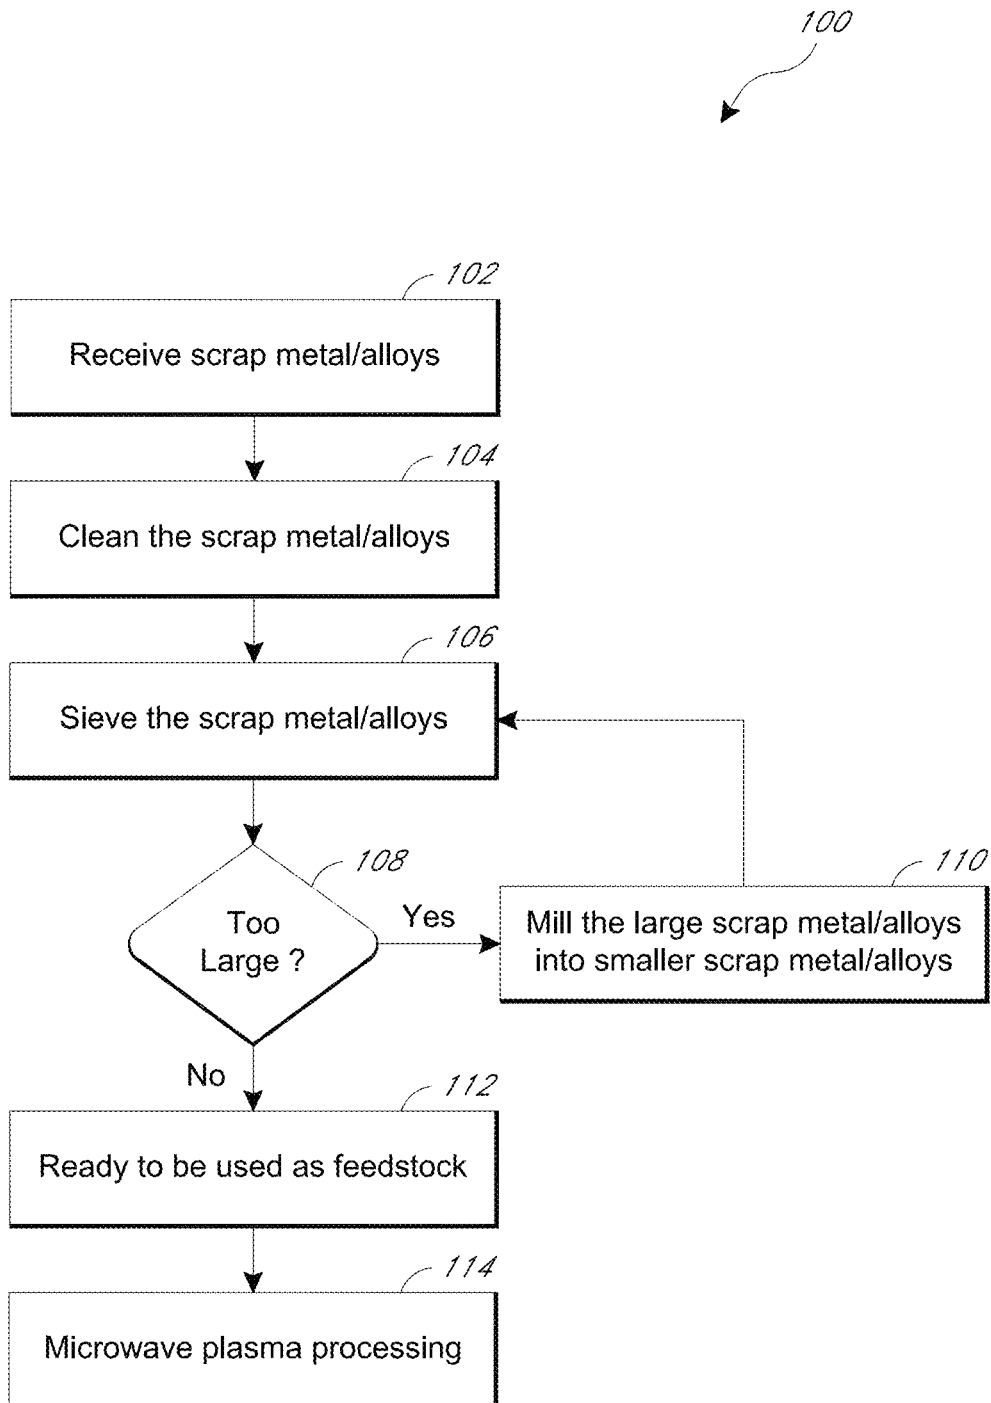 100
102
Receive scrap metal/alloys
104
Clean the scrap metal/alloys
106
Sieve the scrap metal/alloys
108
Too
Large ?
Yes
110
Mill the large scrap metal/alloys
into smaller scrap metal/alloys
No
112
Ready to be used as feedstock
114
Microwave plasma processing